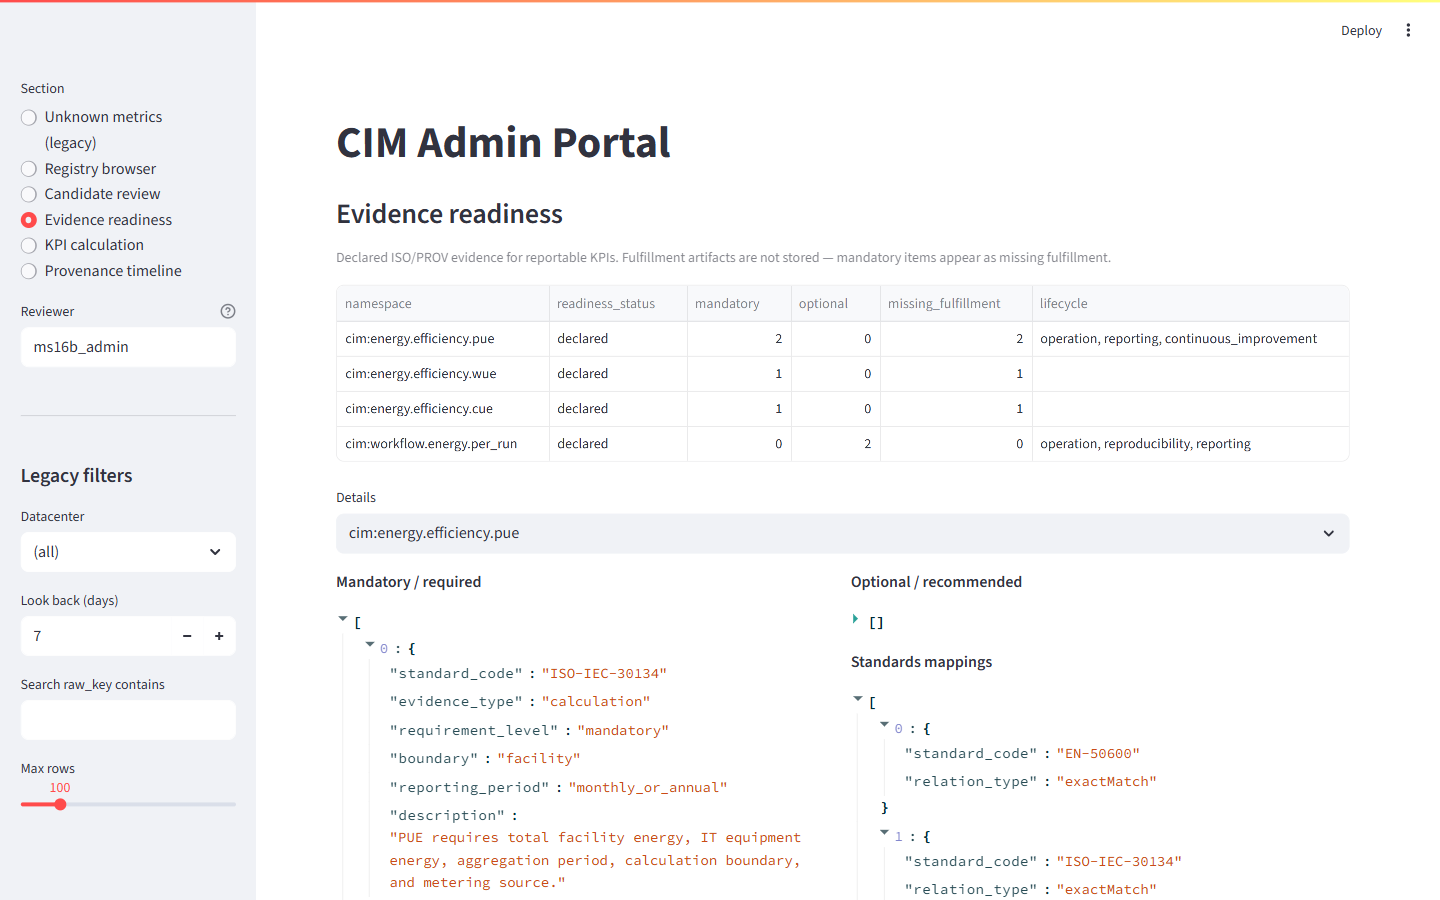 Deploy
Section
Unknown metrics
(legacy)
Registry browser
Candidate review
Evidence readiness
KPI calculation
Provenance timeline
Reviewer
ms16b_admin
Legacy filters
Datacenter
(all)
Look back (days)
7
Search raw_key contains
Max rows
100
CIM Admin Portal
Evidence readiness
Declared ISO/PROV evidence for reportable KPIs. Fulfillment artifacts are not stored — mandatory items appear as missing fulfillment.
namespace readiness_status mandatory optional missing_fulfillment lifecycle
cim:energy.efficiency.pue declared 2 0 2 operation, reporting, continuous_improvement
cim:energy.efficiency.wue declared 1 0 1
cim:energy.efficiency.cue declared 1 0 1
cim:workflow.energy.per_run declared 0 2 0 operation, reproducibility, reporting
Details
cim:energy.efficiency.pue
Mandatory / required
[
0 : {
"standard_code" : "ISO-IEC-30134"
"evidence_type" : "calculation"
"requirement_level" : "mandatory"
"boundary" : "facility"
"reporting_period" : "monthly_or_annual"
"description" :
"PUE requires total facility energy, IT equipment
energy, aggregation period, calculation boundary,
and metering source."
Optional / recommended
[]
Standards mappings
[
0 : {
"standard_code" : "EN-50600"
"relation_type" : "exactMatch"
}
1 : {
"standard_code" : "ISO-IEC-30134"
"relation_type" : "exactMatch"